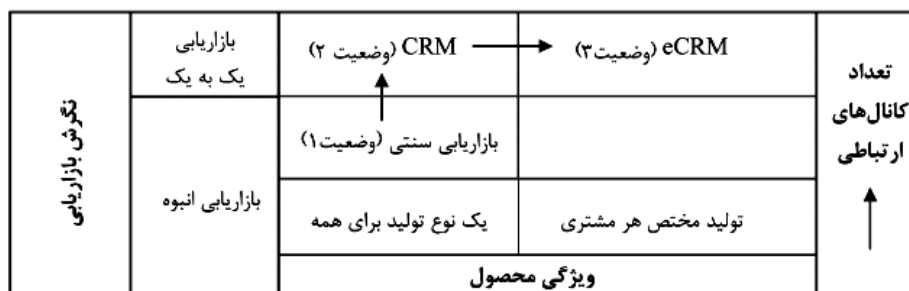 نگرش بازاریابی
بازاریابی
یک به یک
CRM (وضعیت ۲)
eCRM (وضعیت۳)
تعداد
کانال‌های
ارتباطی
بازاریابی انبوه
بازاریابی سنتی (وضعیت۱)
یک نوع تولید برای همه
تولید مختص هر مشتری
ویژگی محصول